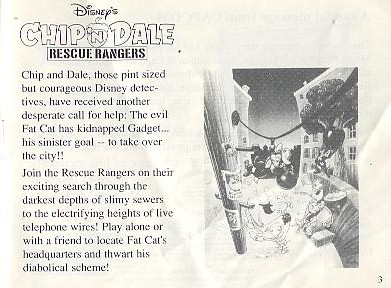 Disney's
CHIP 'N DALE
RESCUE RANGERS
Chip and Dale, those pint sized
but courageous Disney detec-
tives, have received another
desperate call for help: The evil
Fat Cat has kidnapped Gadget...
his sinister goal -- to take over
the city!!
Join the Rescue Rangers on their
exciting search through the
darkest depths of slimy sewers
to the electrifying heights of live
telephone wires! Play alone or
with a friend to locate Fat Cat's
headquarters and thwart his
diabolical scheme!
3